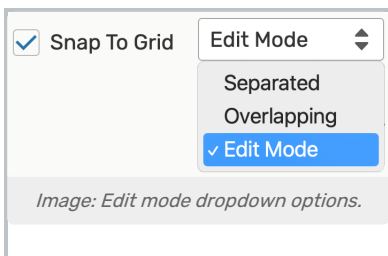 Snap To Grid
Edit Mode
Separated
Overlapping
✓ Edit Mode
Image: Edit mode dropdown options.